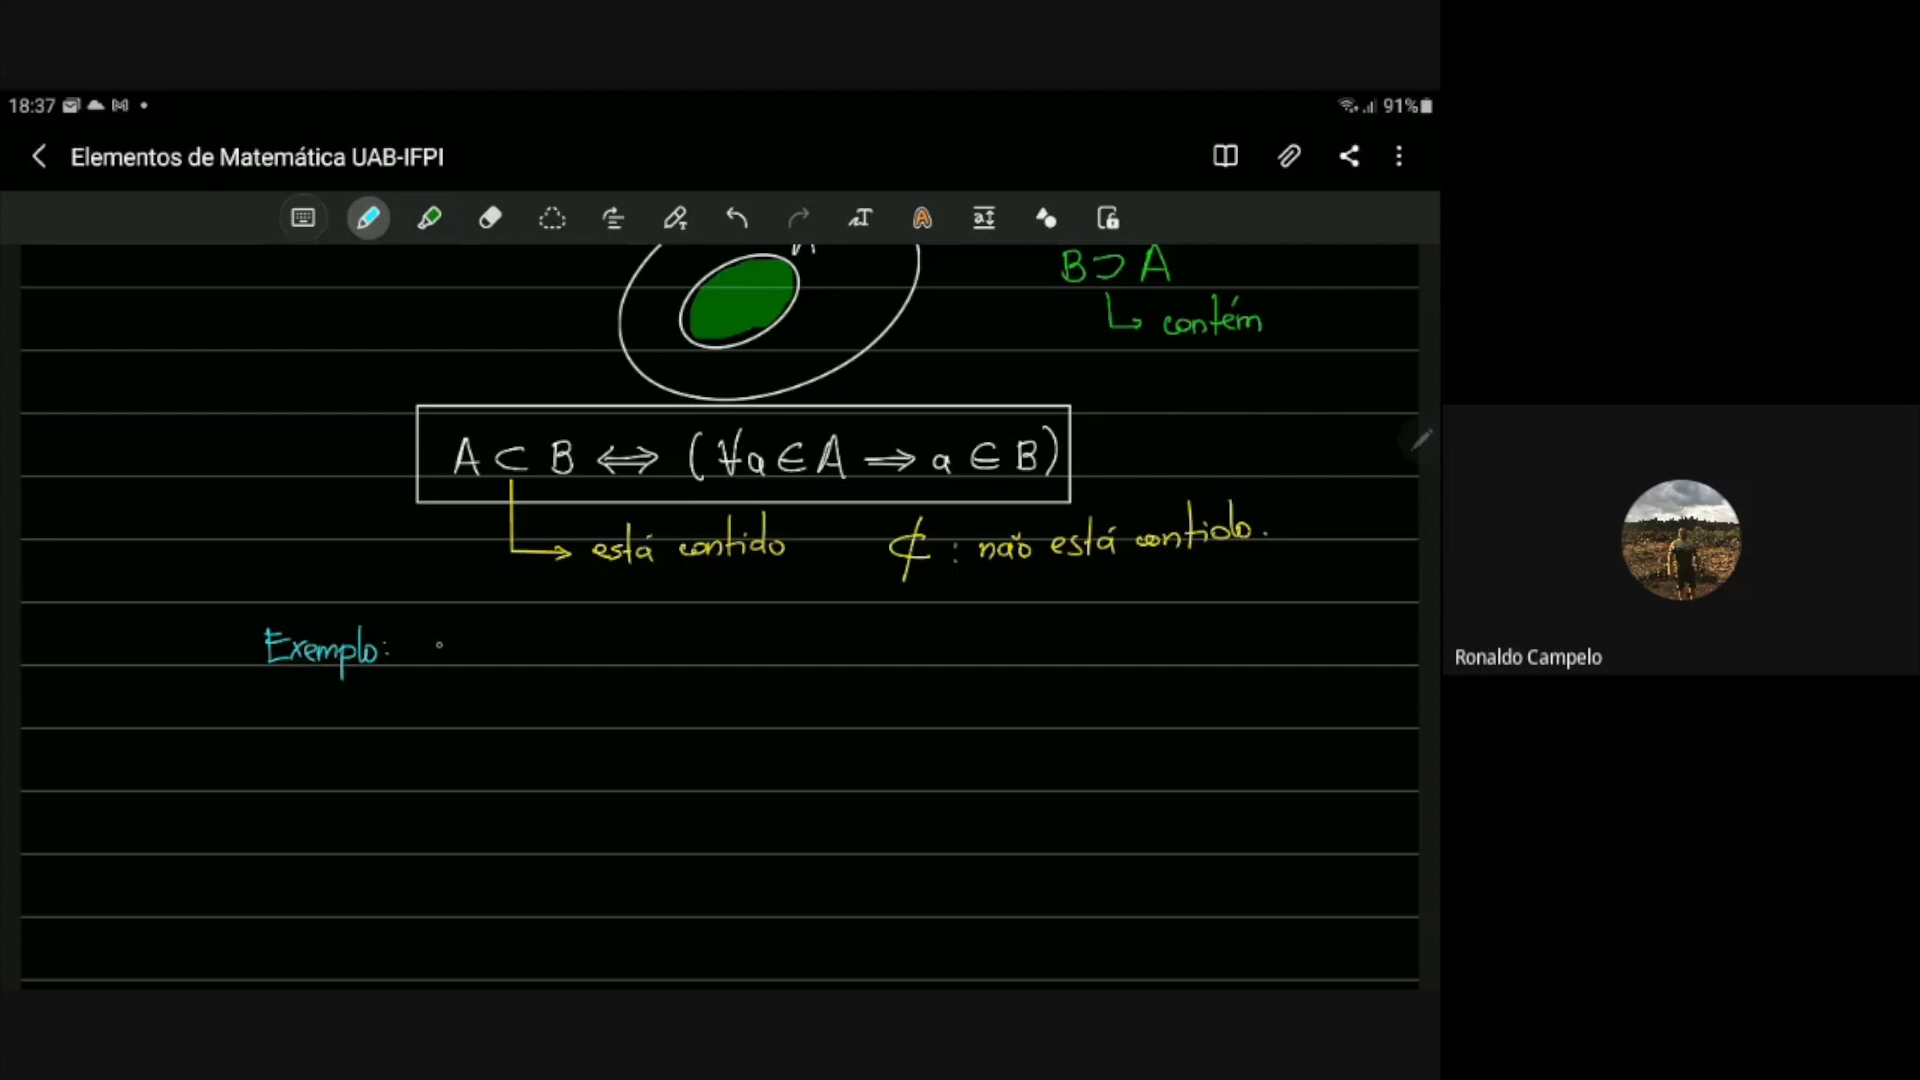 18:37
91%
Elementos de Matemática UAB-IFPI
B ⊃ A
contém
A ⊂ B ⇔ (∀a ∈ A ⇒ a ∈ B)
está contido
⊄ : não está contido.
Exemplo:
Ronaldo Campelo